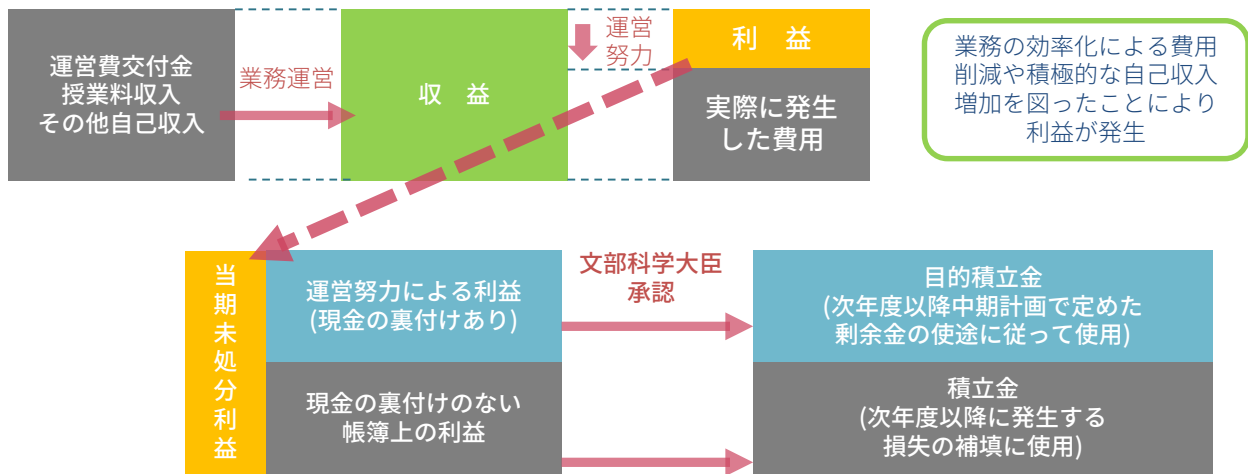 運営費交付金
授業料収入
その他自己収入
業務運営
収　益
運営
努力
利　益
実際に発生
した費用
業務の効率化による費用
削減や積極的な自己収入
増加を図ったことにより
利益が発生
当
期
未
処
分
利
益
運営努力による利益
(現金の裏付けあり)
文部科学大臣
承認
目的積立金
(次年度以降中期計画で定めた
剰余金の使途に従って使用)
現金の裏付けのない
帳簿上の利益
積立金
(次年度以降に発生する
損失の補填に使用)